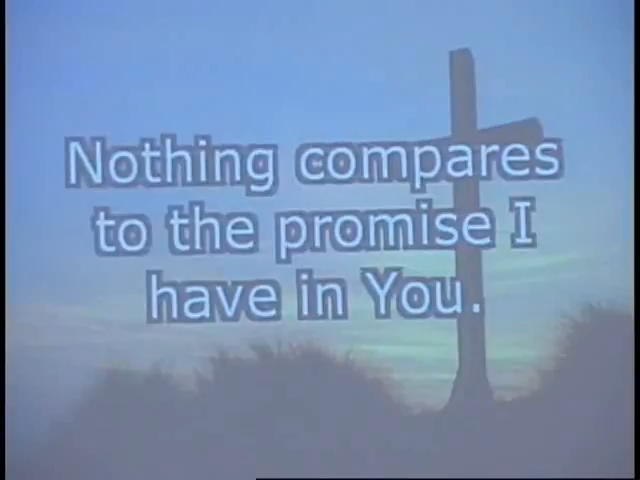 Nothing compares
to the promise I
have in You.